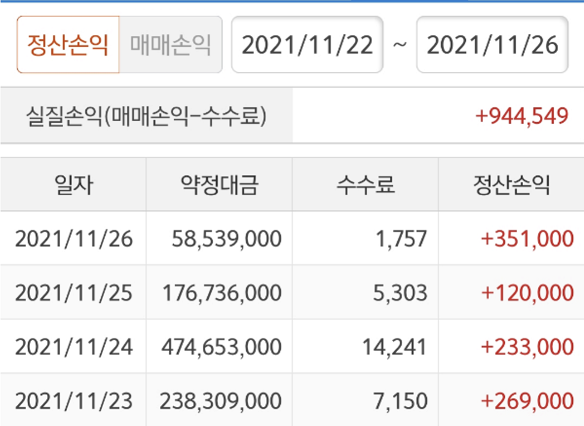 정산손익 매매손익 2021/11/22 ~ 2021/11/26
실질손익(매매손익-수수료) +944,549
일자 약정대금 수수료 정산손익
2021/11/26 58,539,000 1,757 +351,000
2021/11/25 176,736,000 5,303 +120,000
2021/11/24 474,653,000 14,241 +233,000
2021/11/23 238,309,000 7,150 +269,000